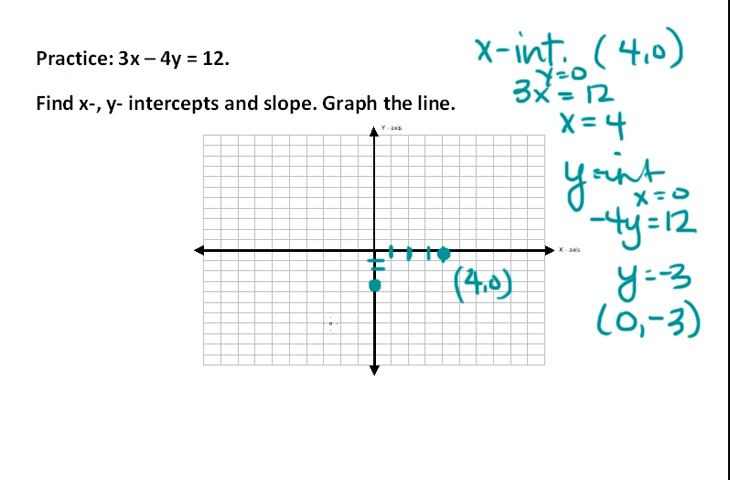 Practice: 3x – 4y = 12.
Find x-, y- intercepts and slope. Graph the line.
x-int. (4,0)
y=0
3x = 12
x = 4
y-int
x=0
-4y=12
y=-3
(0,-3)
Y - axis
X - axis
(4,0)